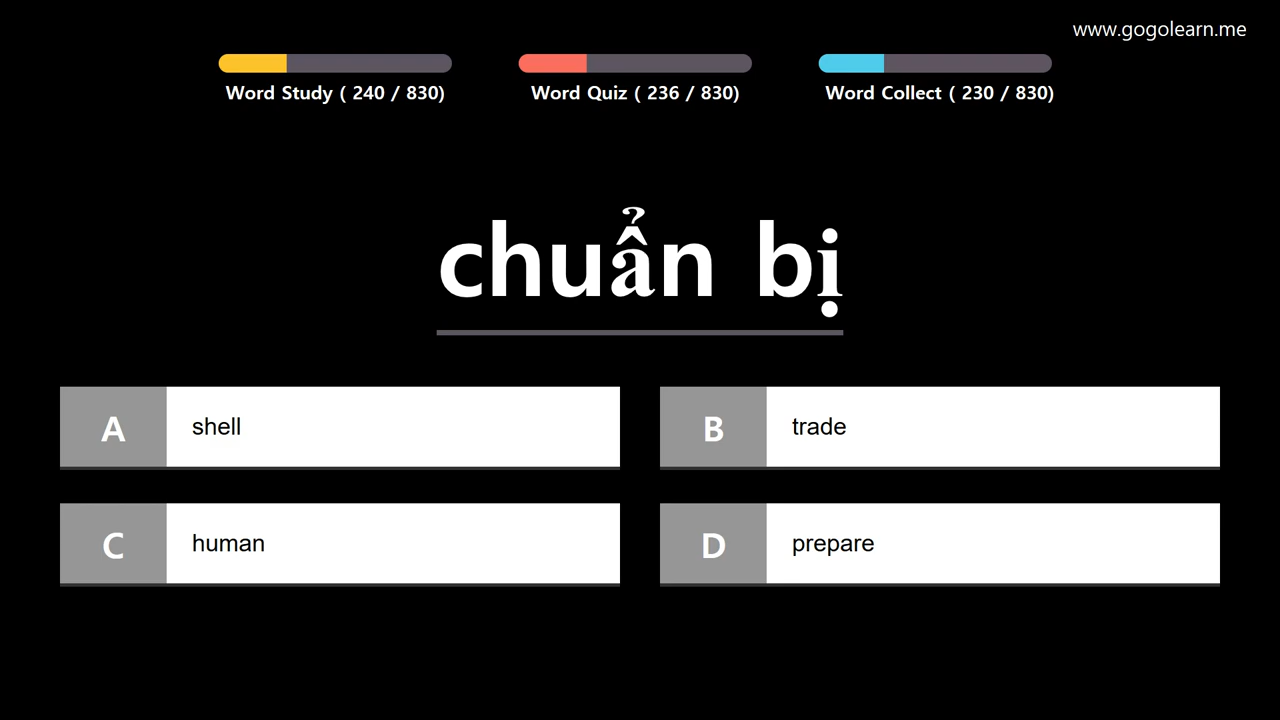 www.gogolearn.me
Word Study ( 240 / 830)
Word Quiz ( 236 / 830)
Word Collect ( 230 / 830)
chuẩn bị
A shell
B trade
C human
D prepare